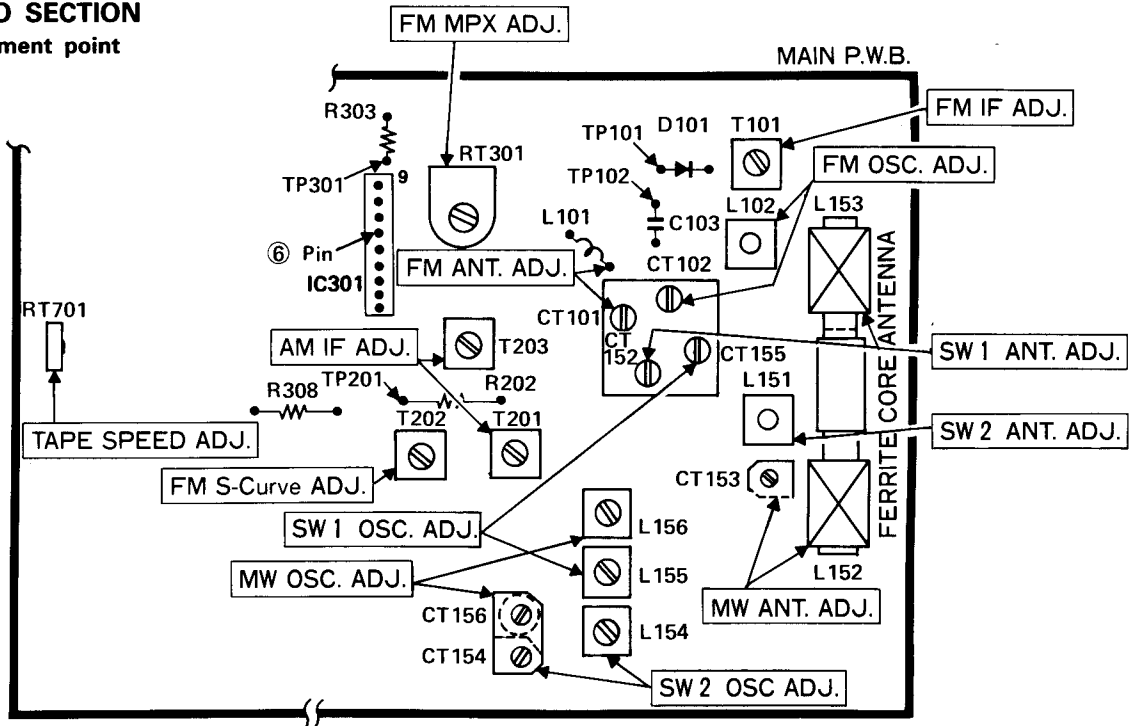 O SECTION
ment point
FM MPX ADJ.
MAIN P.W.B.
FM IF ADJ.
R303
TP101
D101
T101
RT301
FM OSC. ADJ.
TP301
9
TP102
L102
L153
L101
C103
⑥ Pin
FM ANT. ADJ.
CT102
IC301
RT701
CT101
CT
152
CT155
FERRITE CORE ANTENNA
AM IF ADJ.
T203
SW 1 ANT. ADJ.
TP201
R202
L151
R308
T202
T201
SW 2 ANT. ADJ.
TAPE SPEED ADJ.
CT153
FM S-Curve ADJ.
SW 1 OSC. ADJ.
L156
MW OSC. ADJ.
L155
L152
MW ANT. ADJ.
CT156
L154
CT154
SW 2 OSC ADJ.